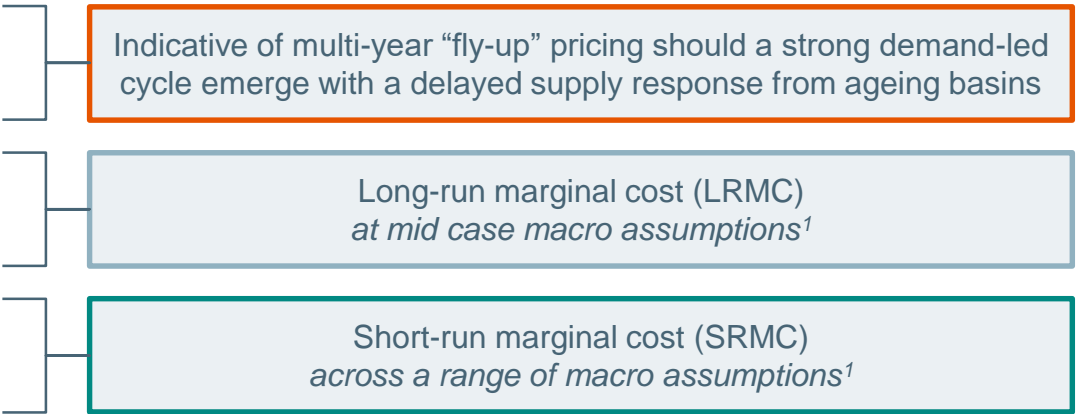 Indicative of multi-year “fly-up” pricing should a strong demand-led
cycle emerge with a delayed supply response from ageing basins
Long-run marginal cost (LRMC)
at mid case macro assumptions¹
Short-run marginal cost (SRMC)
across a range of macro assumptions¹